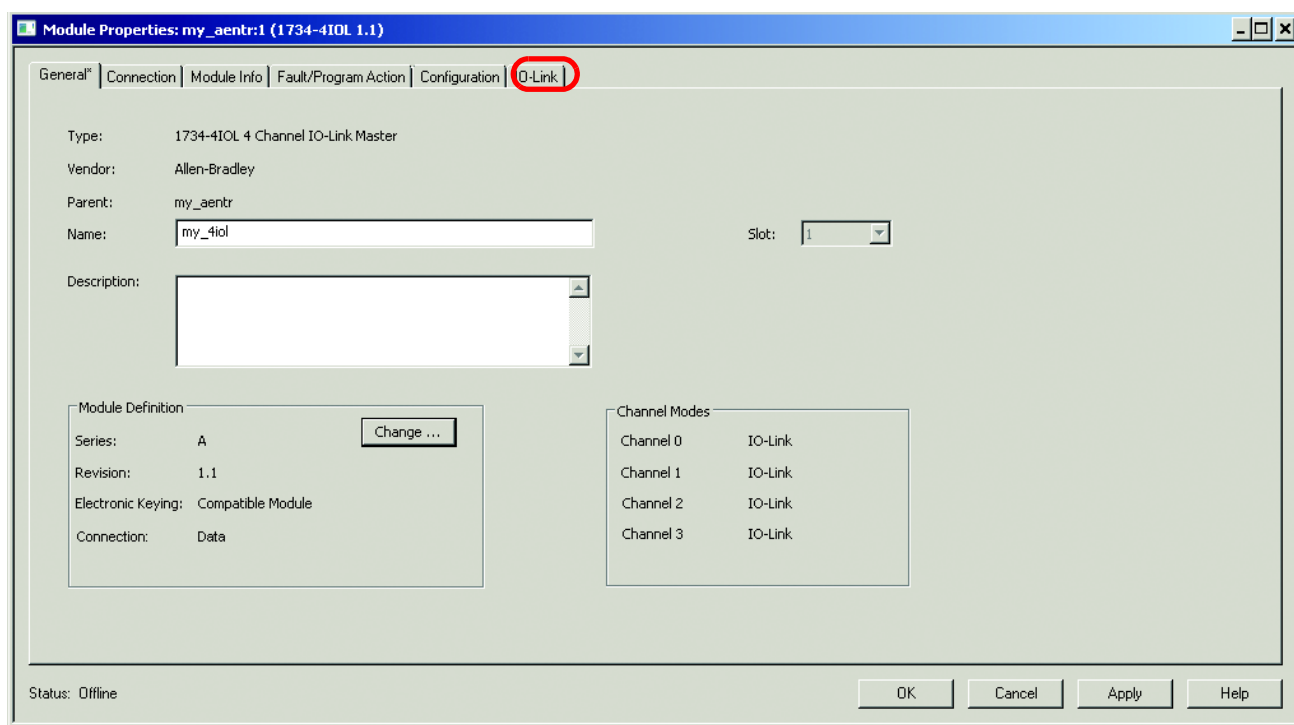 Module Properties: my_aentr:1 (1734-4IOL 1.1)
General* Connection Module Info Fault/Program Action Configuration IO-Link
Type: 1734-4IOL 4 Channel IO-Link Master
Vendor: Allen-Bradley
Parent: my_aentr
Name: my_4iol Slot: 1
Description:
Module Definition
Change ...
Series: A
Revision: 1.1
Electronic Keying: Compatible Module
Connection: Data
Channel Modes
Channel 0 IO-Link
Channel 1 IO-Link
Channel 2 IO-Link
Channel 3 IO-Link
Status: Offline
OK Cancel Apply Help